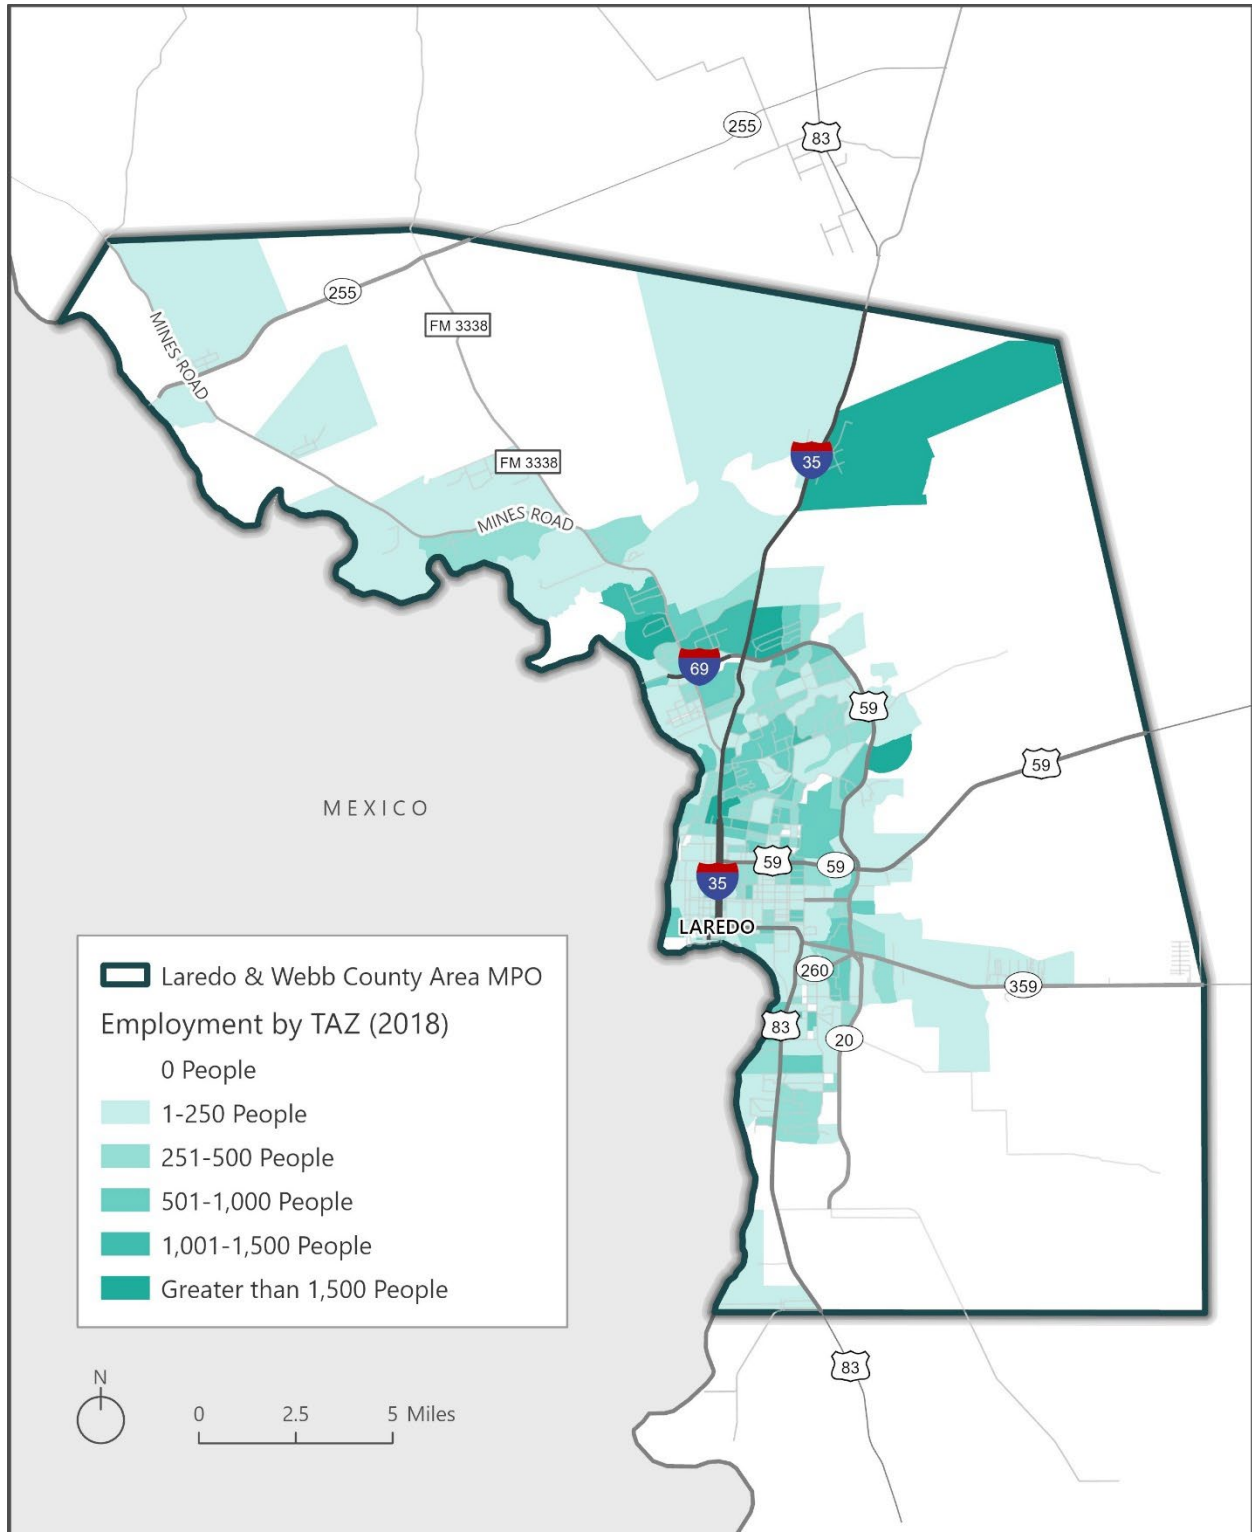 255
83
255
MINES ROAD
FM 3338
35
FM 3338
MINES ROAD
69
59
59
MEXICO
59
59
35
LAREDO
260
359
83
20
Laredo & Webb County Area MPO
Employment by TAZ (2018)
0 People
1-250 People
251-500 People
501-1,000 People
1,001-1,500 People
Greater than 1,500 People
83
N
0 2.5 5 Miles